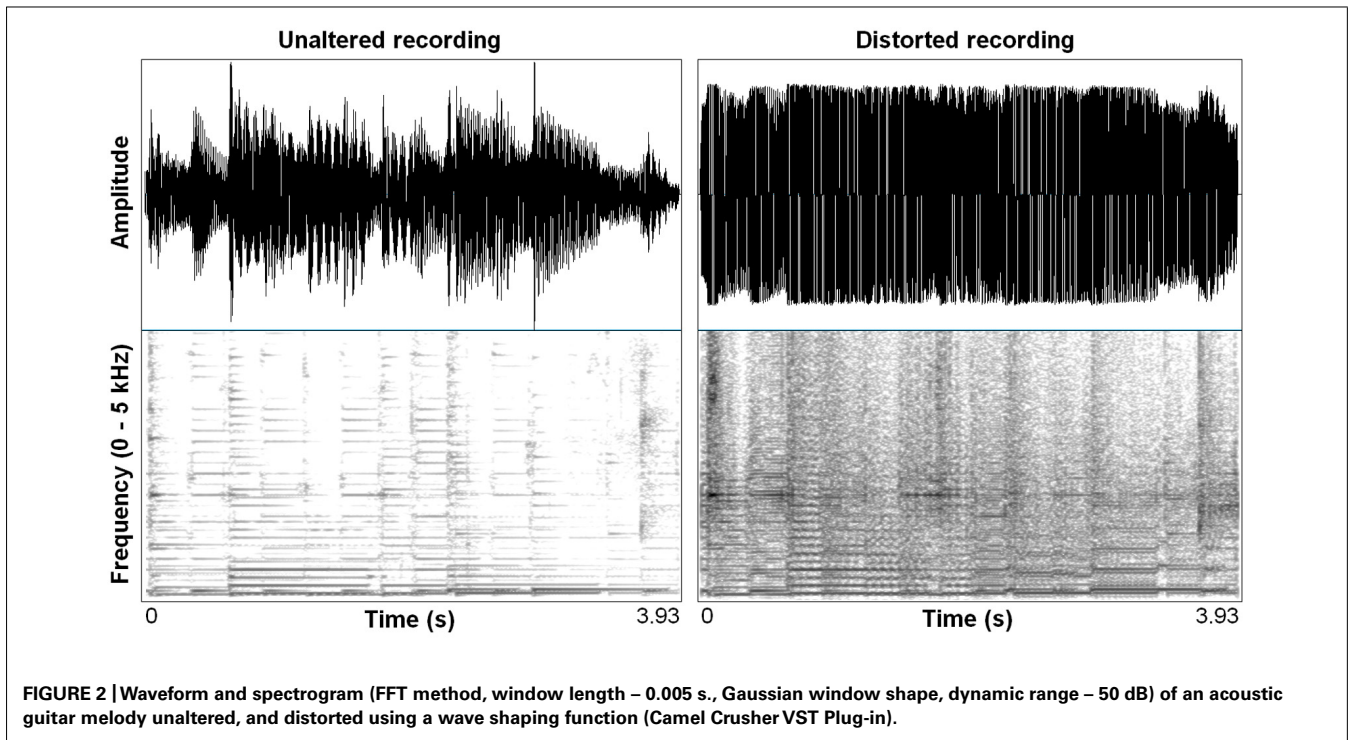 Unaltered recording
Distorted recording
Amplitude
Frequency (0 - 5 kHz)
0
Time (s)
3.93
0
Time (s)
3.93
FIGURE 2 | Waveform and spectrogram (FFT method, window length – 0.005 s., Gaussian window shape, dynamic range – 50 dB) of an acoustic
guitar melody unaltered, and distorted using a wave shaping function (Camel Crusher VST Plug-in).